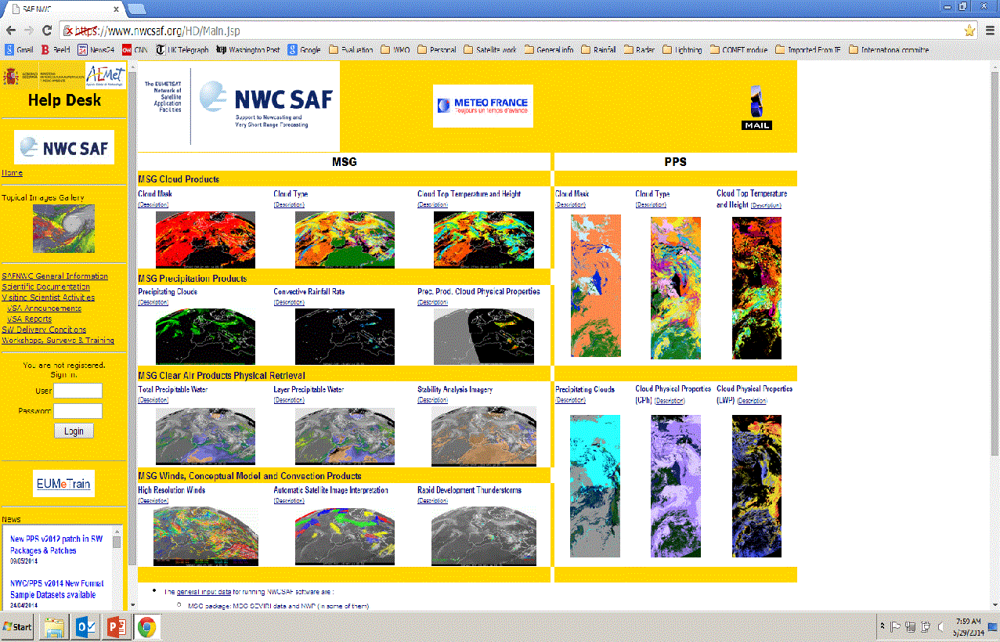 SAF NWC
https://www.nwcsaf.org/HD/Main.jsp
Gmail
Beeld
News24
CNN
UK Telegraph
Washington Post
Google
Evaluation
WMO
Personal
Satellite work
General info
Rainfall
Radar
Lightning
COMET module
Imported From IE
International committe
AEMet
Help Desk
NWC SAF
Home
Topical Images Gallery
SAFNWC General Information
Scientific Documentation
Visiting Scientist Activities
VSA Announcements
VSA Reports
SW Delivery Conditions
Workshops, Surveys & Training
You are not registered.
Sign in.
User
Password
Login
EUMeTrain
News
New PPS v2012 patch in SW
Packages & Patches
09/05/2014
NWC/PPS v2014 New Format
Sample Datasets available
24/04/2014
The EUMETSAT
Network of
Satellite
Application
Facilities
NWC SAF
Support to Nowcasting and
Very Short Range Forecasting
METEO FRANCE
Toujours un temps d'avance
MAIL
MSG
MSG Cloud Products
Cloud Mask
(Description)
Cloud Type
(Description)
Cloud Top Temperature and Height
(Description)
MSG Precipitation Products
Precipitating Clouds
(Description)
Convective Rainfall Rate
(Description)
Prec. Prod. Cloud Physical Properties
(Description)
MSG Clear Air Products Physical Retrieval
Total Precipitable Water
(Description)
Layer Precipitable Water
(Description)
Stability Analysis Imagery
(Description)
MSG Winds, Conceptual Model and Convection Products
High Resolution Winds
(Description)
Automatic Satellite Image Interpretation
(Description)
Rapid Development Thunderstorms
(Description)
PPS
Cloud Mask
(Description)
Cloud Type
(Description)
Cloud Top Temperature
and Height (Description)
Precipitating Clouds
(Description)
Cloud Physical Properties
(CPh) (Description)
Cloud Physical Properties
(LWP) (Description)
The general input data for running NWCSAF software are :
MSG package: MSG SEVIRI data and NWP (in some of them)
Start
7:59 AM
5/29/2014